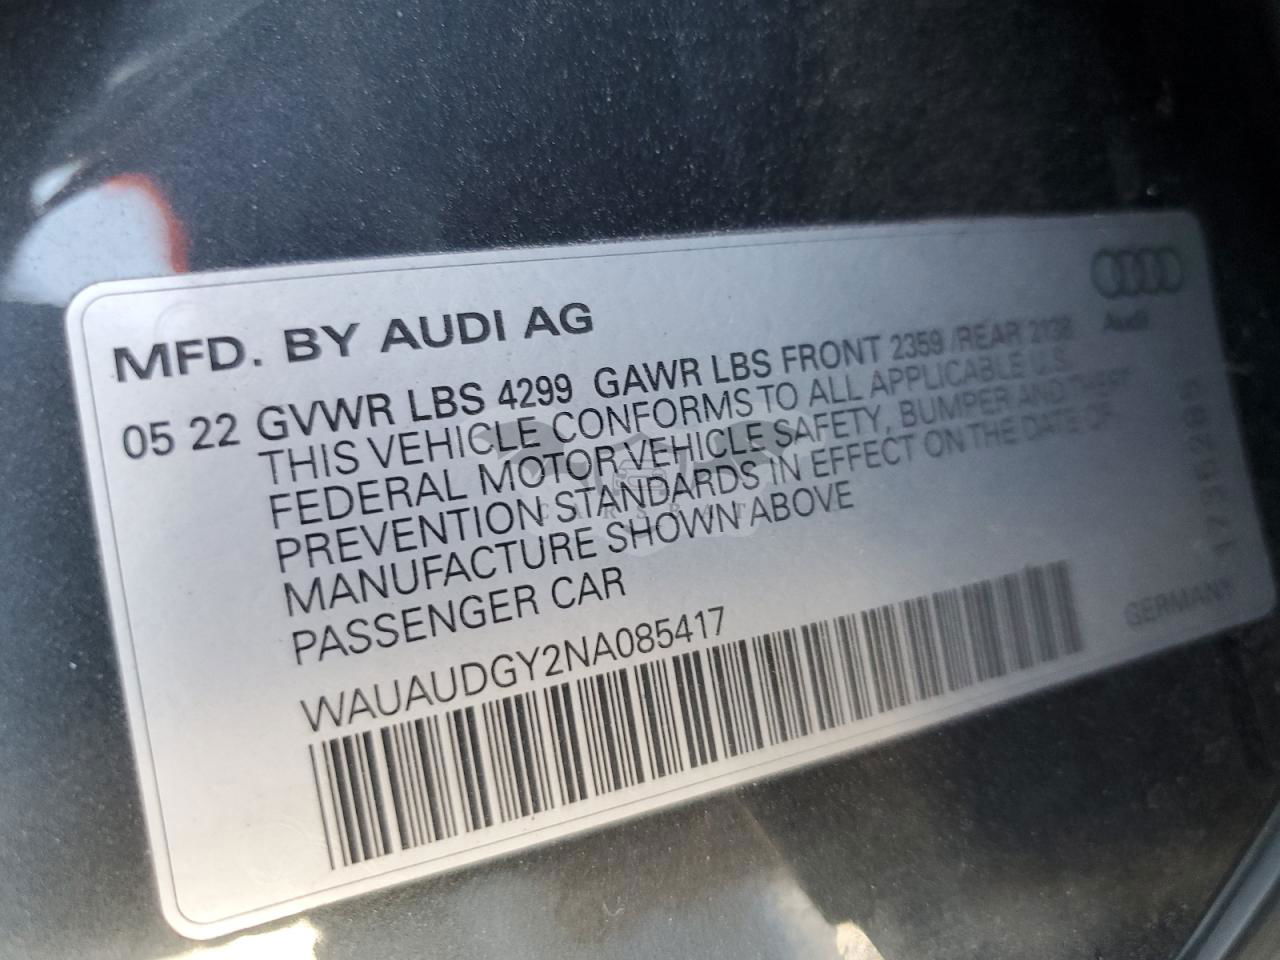 MFD. BY AUDI AG
Audi
05 22 GVWR LBS 4299 GAWR LBS FRONT 2359 /REAR 2138
THIS VEHICLE CONFORMS TO ALL APPLICABLE U.S.
FEDERAL MOTOR VEHICLE SAFETY, BUMPER AND THEFT
PREVENTION STANDARDS IN EFFECT ON THE DATE OF
MANUFACTURE SHOWN ABOVE
PASSENGER CAR
WAUAUDGY2NA085417
GERMANY